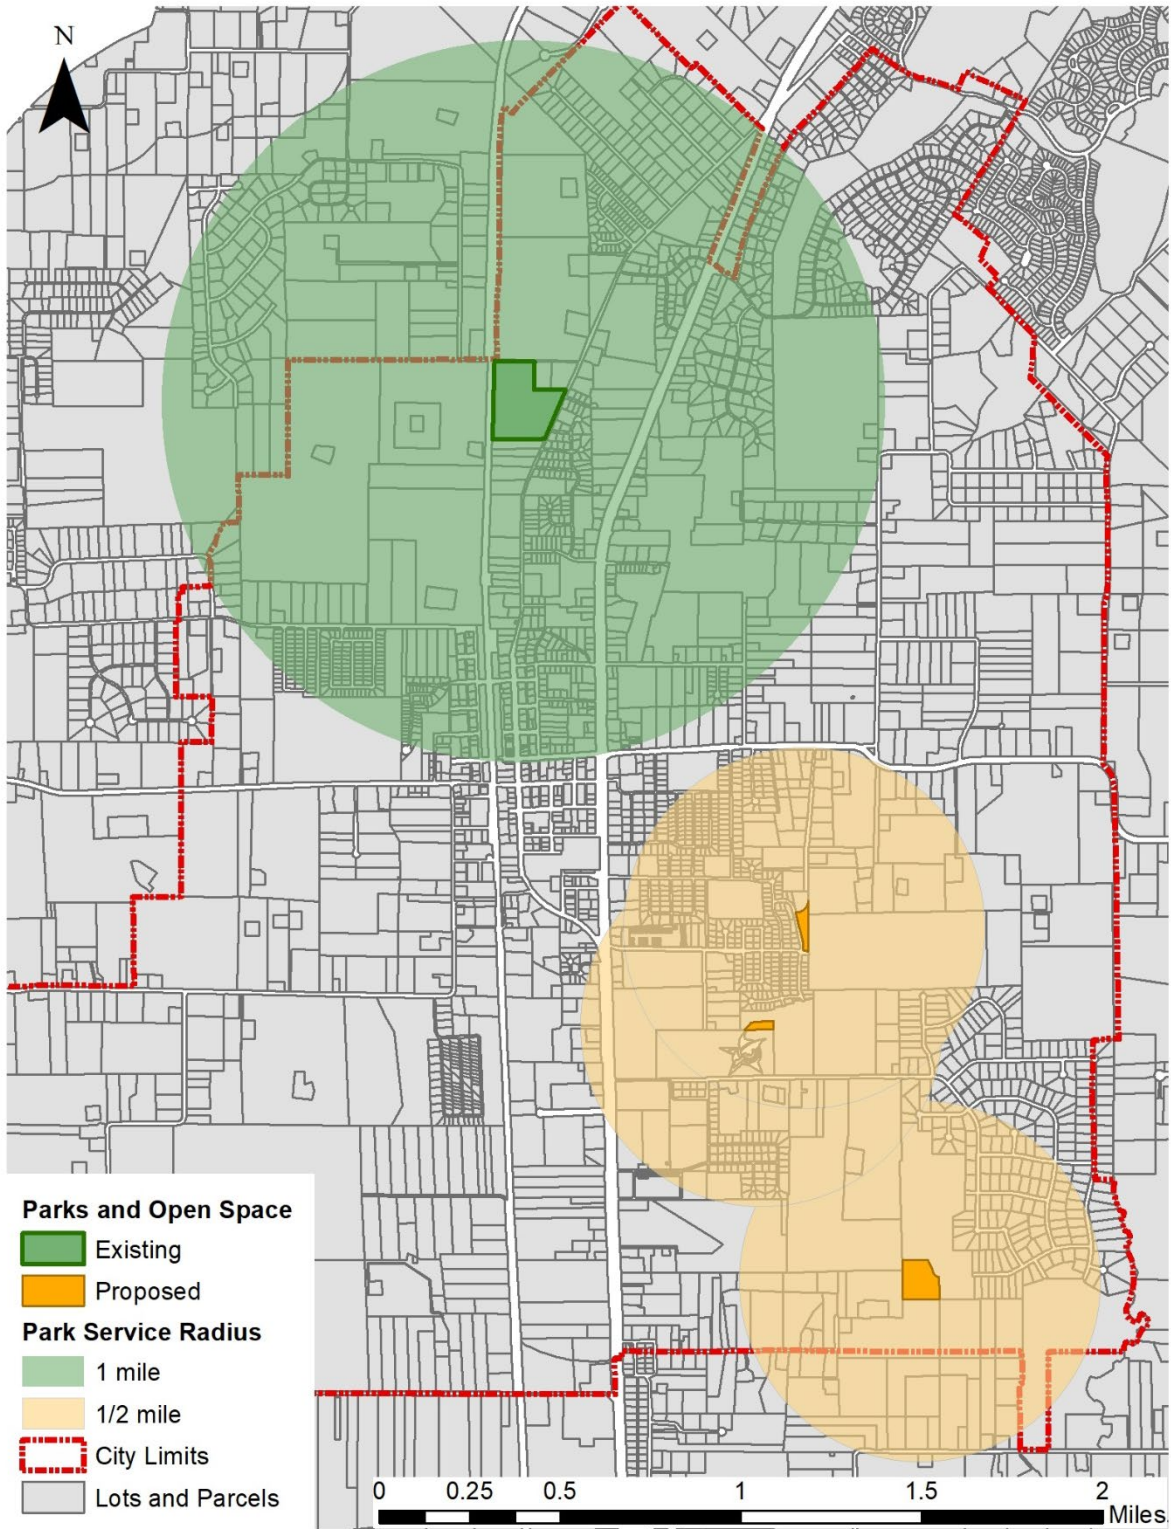 N
Parks and Open Space
Existing
Proposed
Park Service Radius
1 mile
1/2 mile
City Limits
Lots and Parcels
0 0.25 0.5 1 1.5 2
Miles